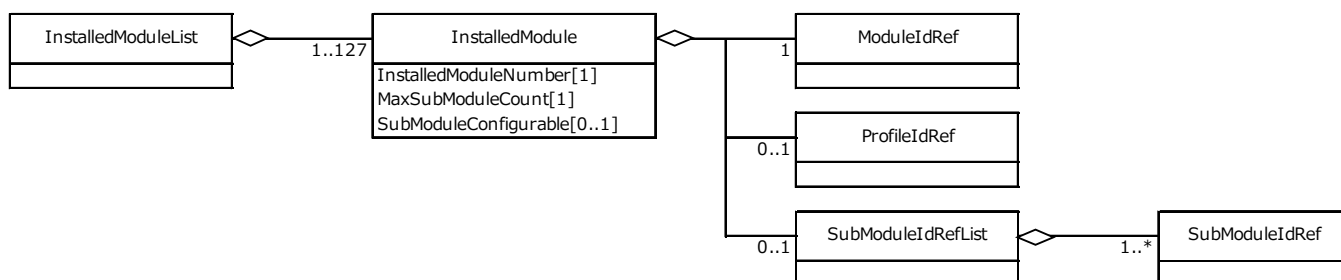 InstalledModuleList
1..127
InstalledModule
InstalledModuleNumber[1]
MaxSubModuleCount[1]
SubModuleConfigurable[0..1]
1
ModuleIdRef
0..1
ProfileIdRef
0..1
SubModuleIdRefList
1..*
SubModuleIdRef